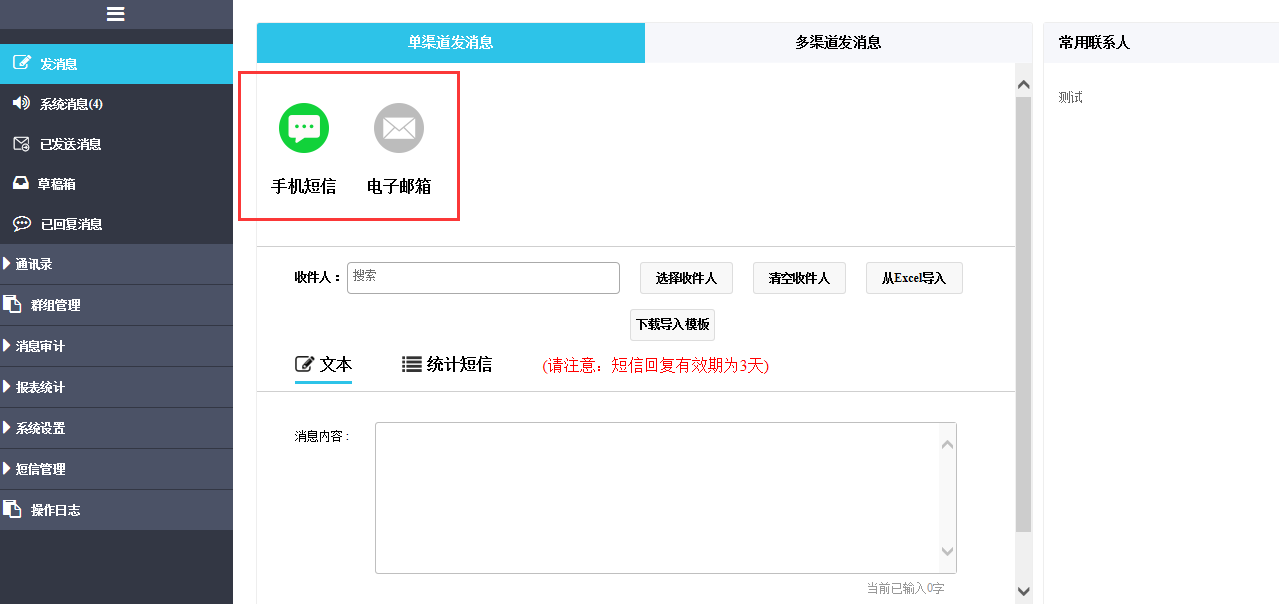 发消息
系统消息(4)
已发送消息
草稿箱
已回复消息
通讯录
群组管理
消息审计
报表统计
系统设置
短信管理
操作日志
单渠道发消息 多渠道发消息
手机短信 电子邮箱
收件人： 搜索 选择收件人 清空收件人 从Excel导入
下载导入模板
文本 统计短信 (请注意：短信回复有效期为3天)
消息内容：
当前已输入0字
常用联系人
测试